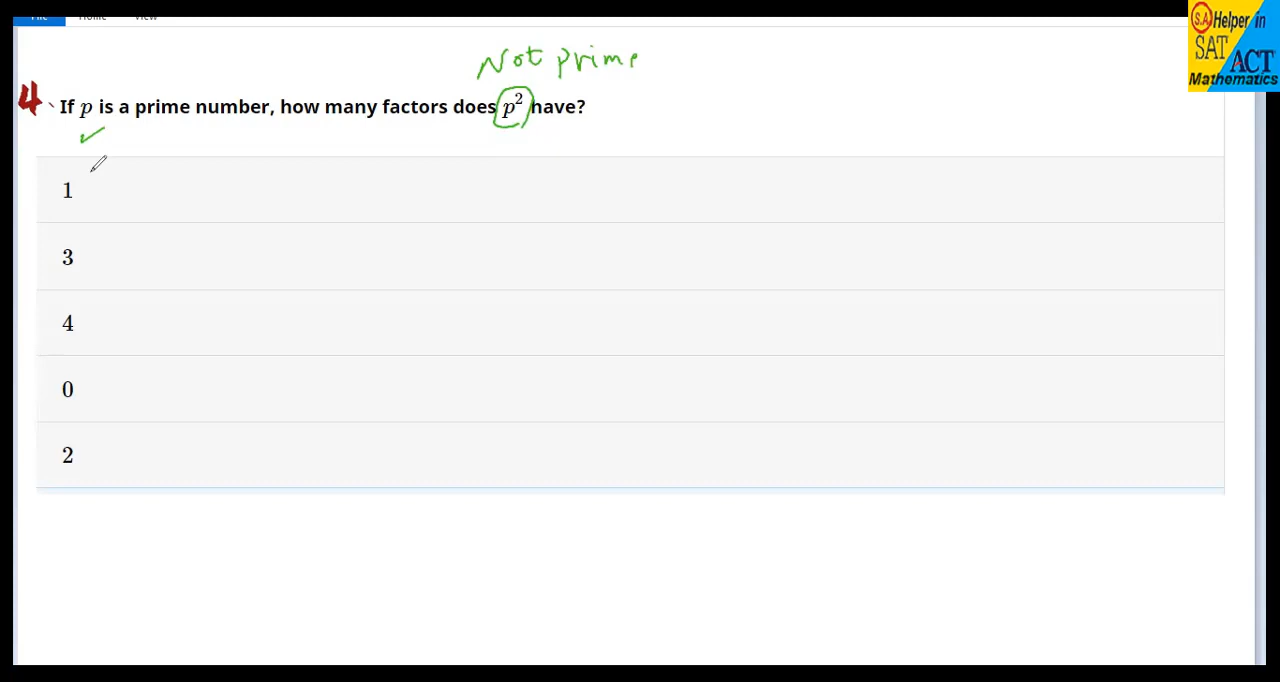 File Home View
S.A Helper in
SAT
ACT
Mathematics
Not prime
4 If p is a prime number, how many factors does p² have?
1
3
4
0
2